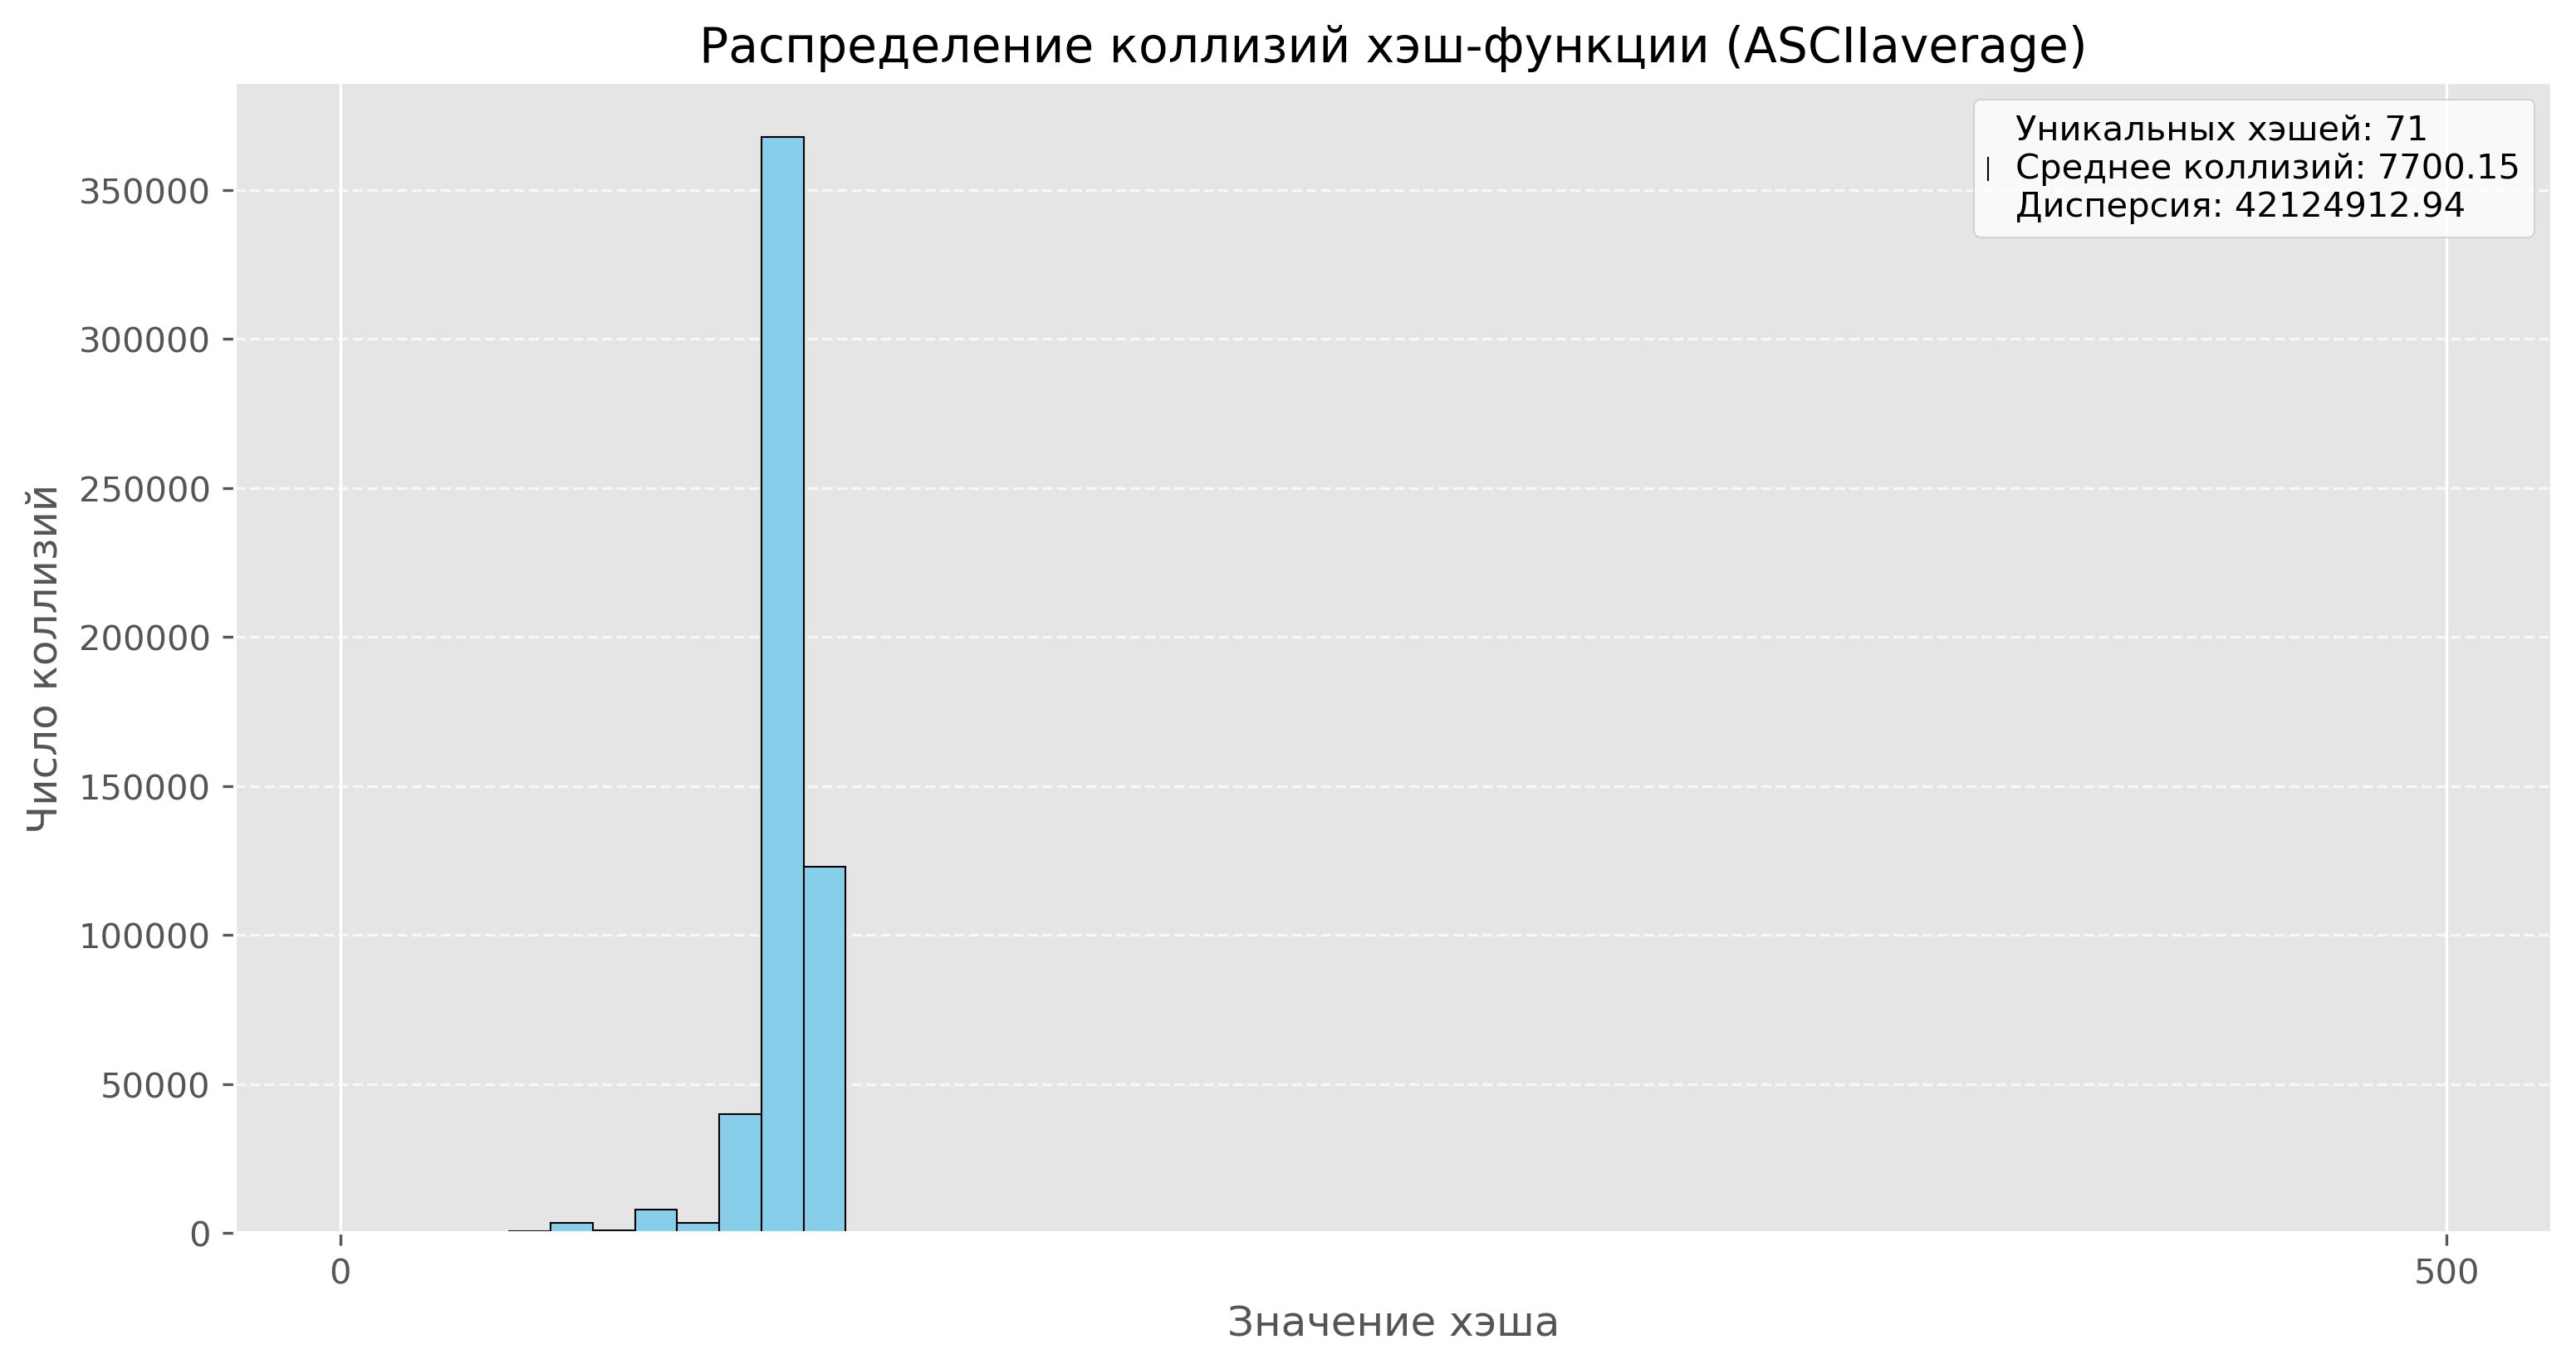 Распределение коллизий хэш-функции (ASCIIaverage)
Уникальных хэшей: 71
Среднее коллизий: 7700.15
Дисперсия: 42124912.94
Число коллизий
350000
300000
250000
200000
150000
100000
50000
0
0
500
Значение хэша